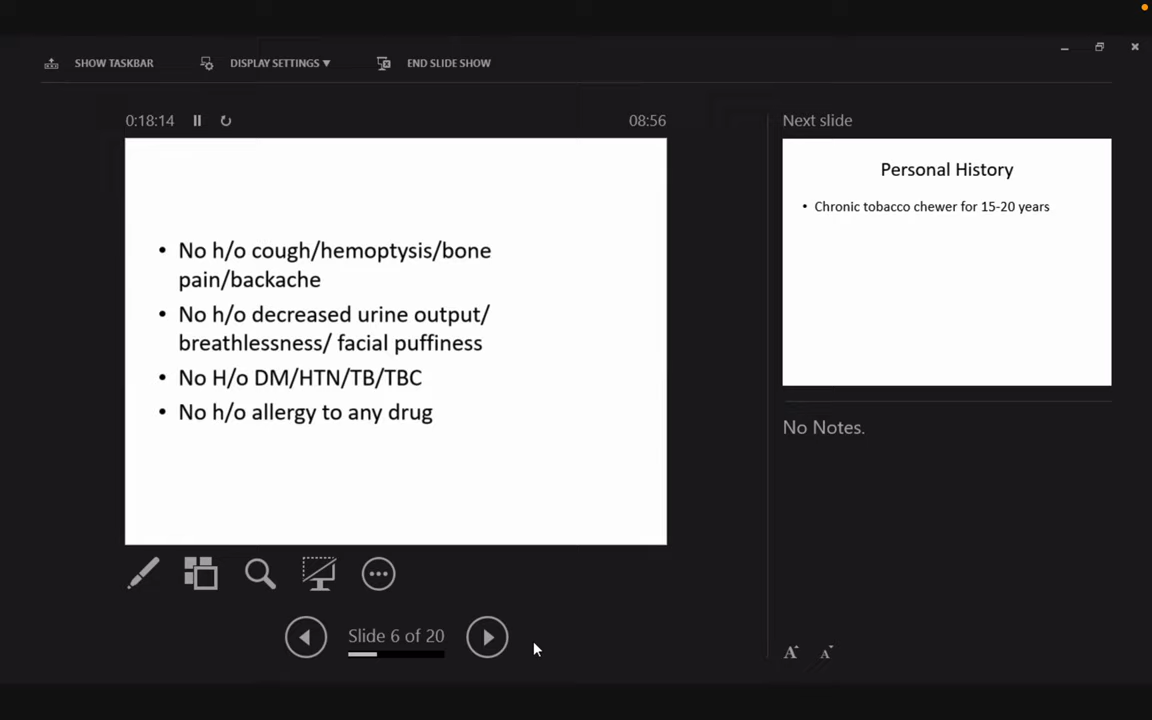 SHOW TASKBAR DISPLAY SETTINGS ▼ END SLIDE SHOW
0:18:14 08:56
• No h/o cough/hemoptysis/bone
pain/backache
• No h/o decreased urine output/
breathlessness/ facial puffiness
• No H/o DM/HTN/TB/TBC
• No h/o allergy to any drug
Slide 6 of 20
Next slide
Personal History
• Chronic tobacco chewer for 15-20 years
No Notes.
A A